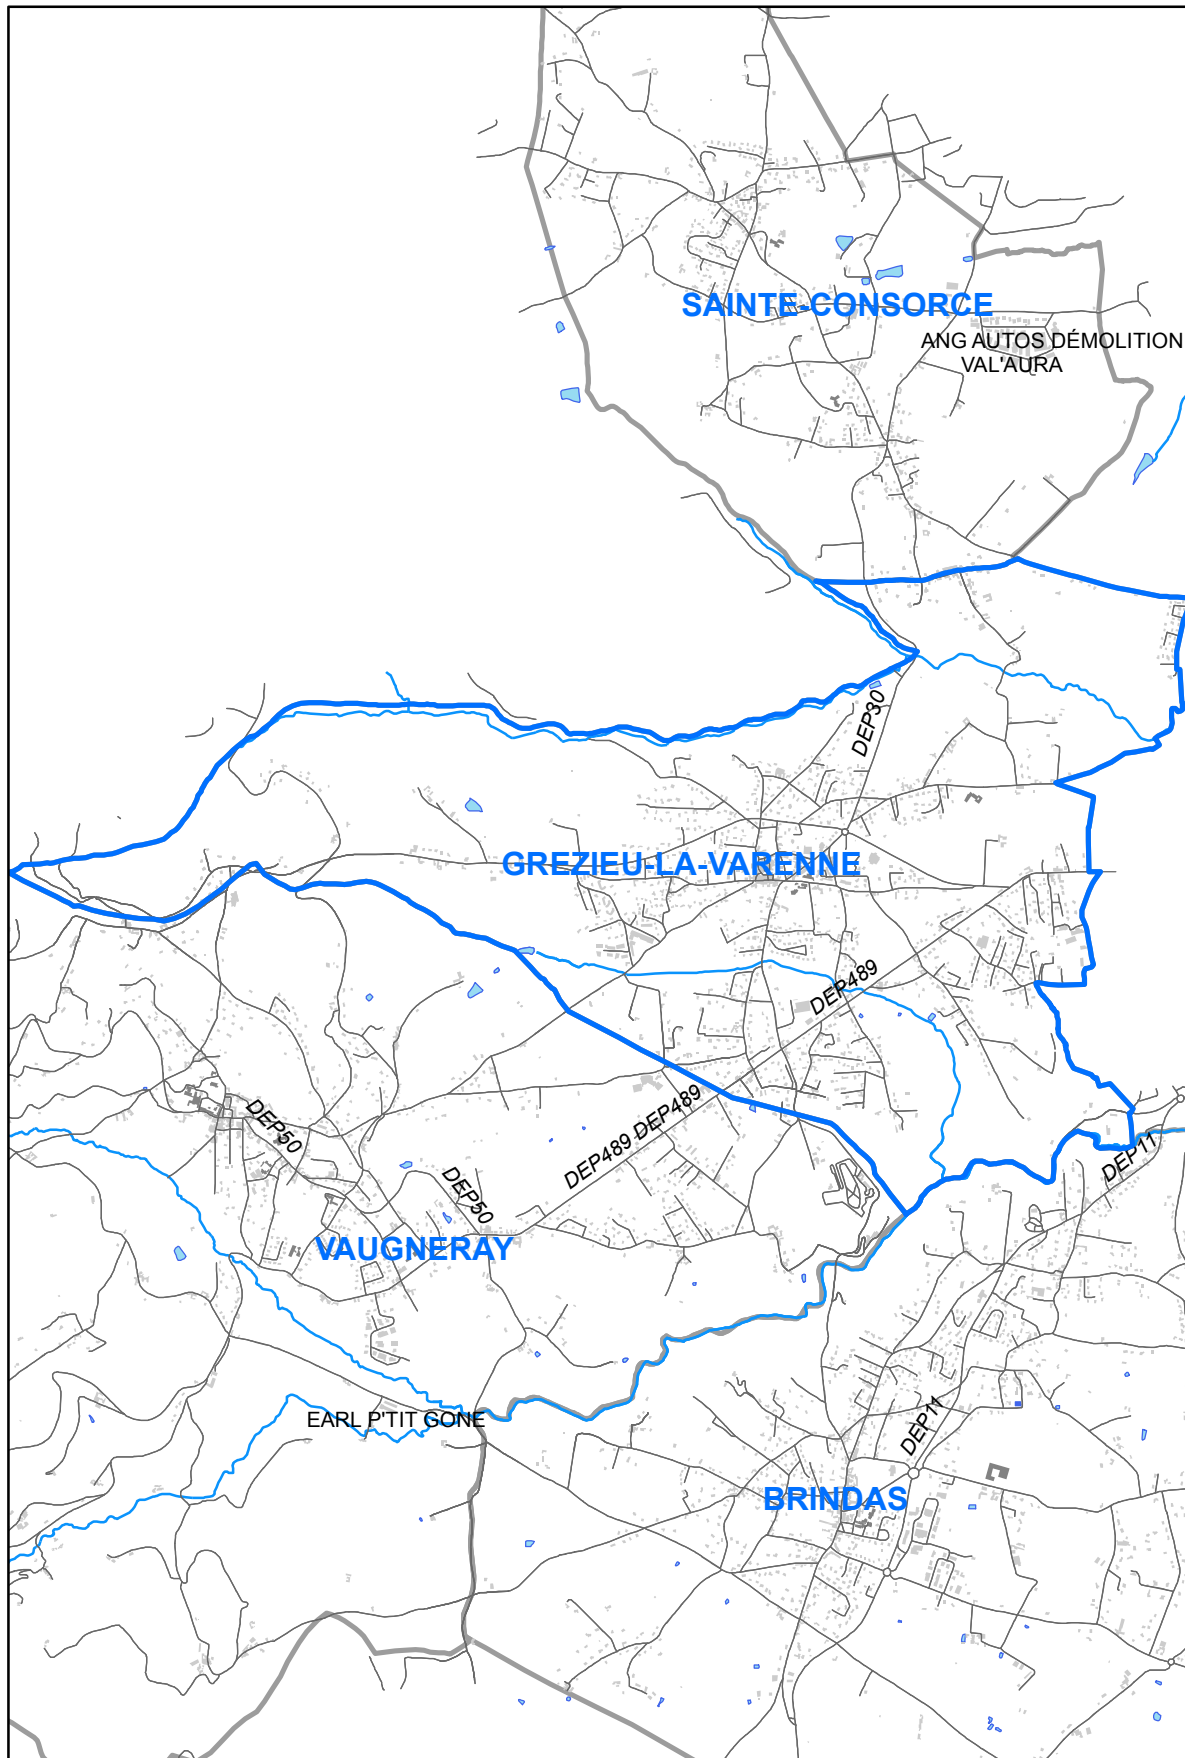 SAINTE-CONSORCE
ANG AUTOS DÉMOLITION
VAL'AURA
DEP30
GREZIEU-LA-VARENNE
DEP489
DEP489
DEP489
DEP50
DEP11
DEP50
VAUGNERAY
DEP11
EARL P'TIT GONE
BRINDAS